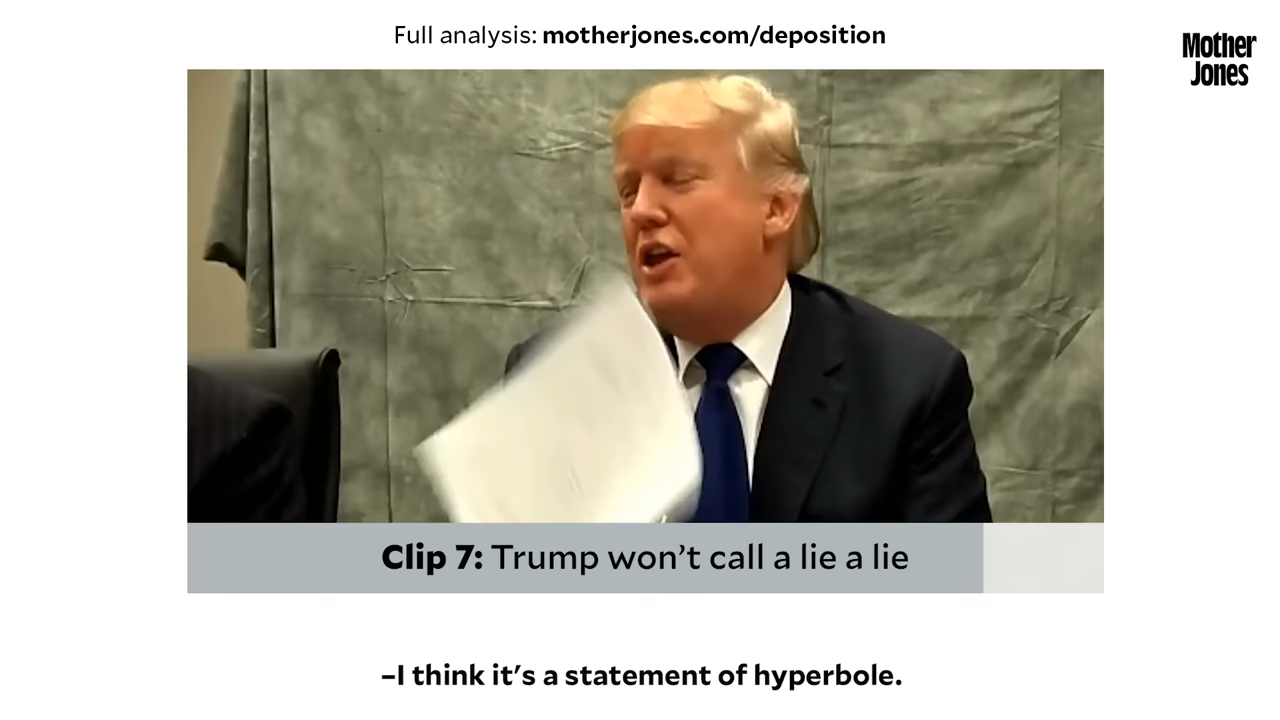 Full analysis: motherjones.com/deposition
Mother
Jones
Clip 7: Trump won't call a lie a lie
–I think it's a statement of hyperbole.